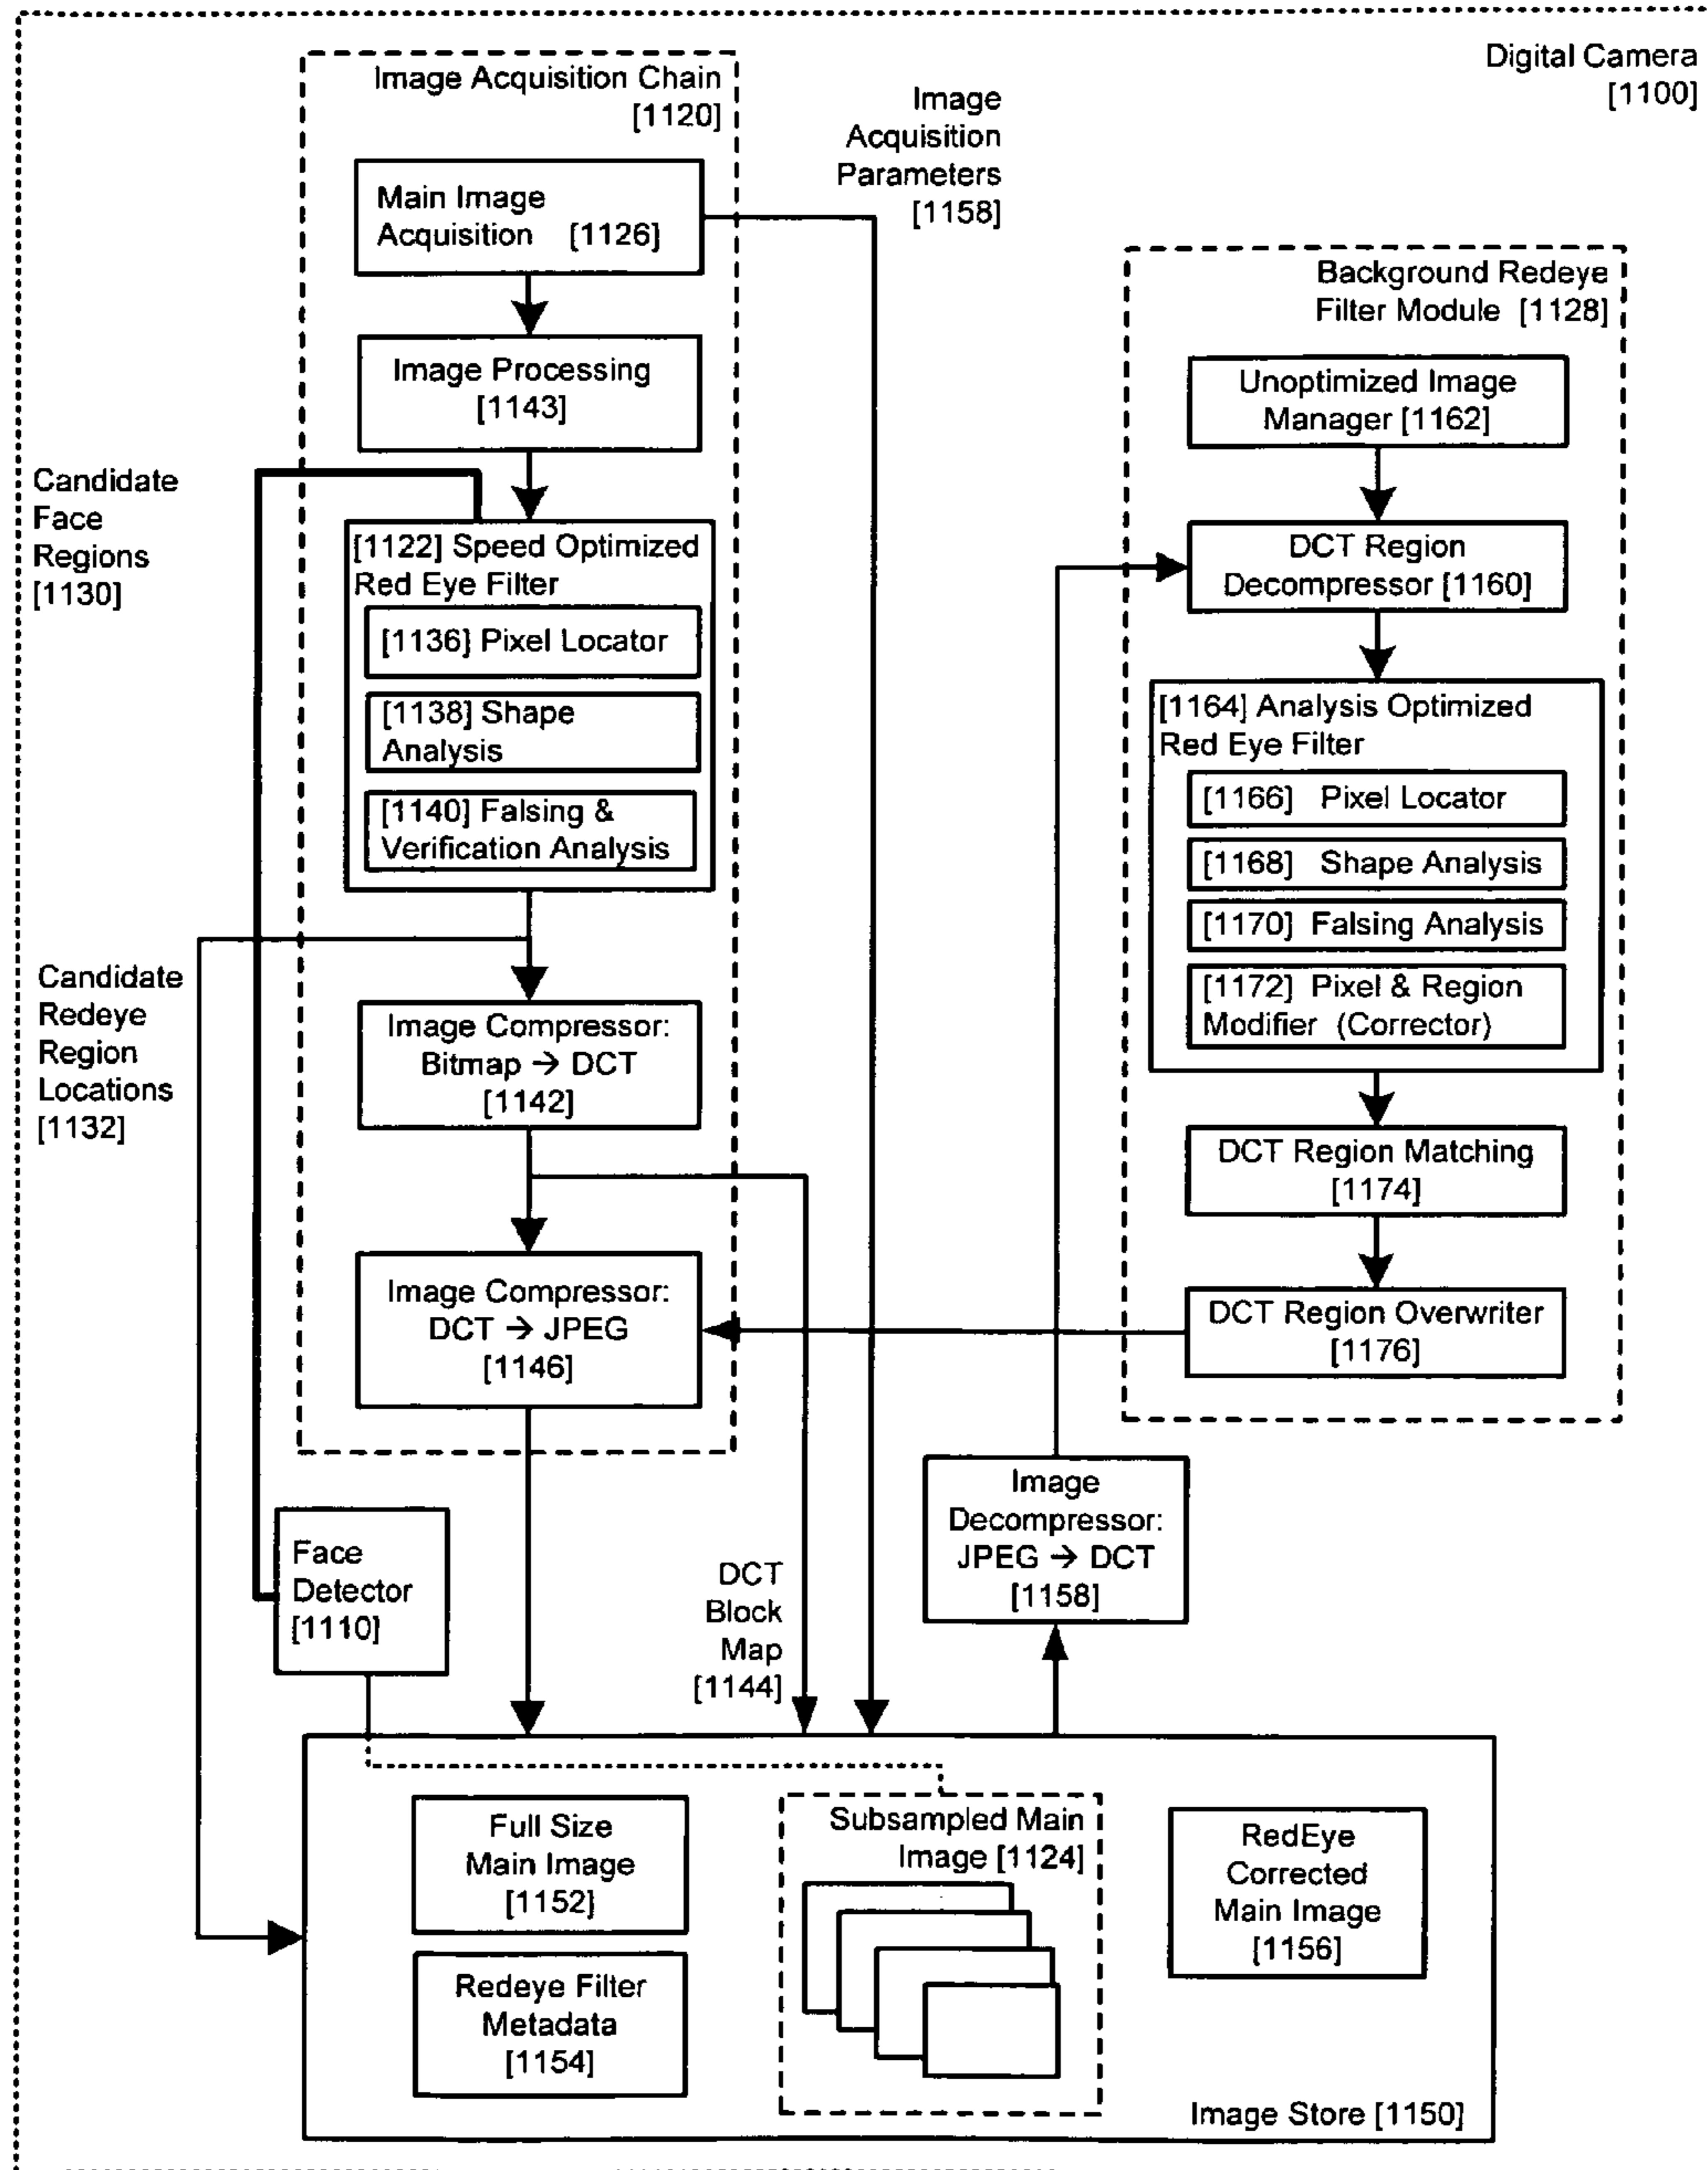 Digital Camera
[1100]
Image Acquisition Chain
[1120]
Image
Acquisition
Parameters
[1158]
Main Image
Acquisition [1126]
Image Processing
[1143]
Candidate
Face
Regions
[1130]
[1122] Speed Optimized
Red Eye Filter
[1136] Pixel Locator
[1138] Shape
Analysis
[1140] Falsing &
Verification Analysis
Candidate
Redeye
Region
Locations
[1132]
Image Compressor:
Bitmap → DCT
[1142]
Image Compressor:
DCT → JPEG
[1146]
Background Redeye
Filter Module [1128]
Unoptimized Image
Manager [1162]
DCT Region
Decompressor [1160]
[1164] Analysis Optimized
Red Eye Filter
[1166] Pixel Locator
[1168] Shape Analysis
[1170] Falsing Analysis
[1172] Pixel & Region
Modifier (Corrector)
DCT Region Matching
[1174]
DCT Region Overwriter
[1176]
Face
Detector
[1110]
DCT
Block
Map
[1144]
Image
Decompressor:
JPEG → DCT
[1158]
Full Size
Main Image
[1152]
Redeye Filter
Metadata
[1154]
Subsampled Main
Image [1124]
RedEye
Corrected
Main Image
[1156]
Image Store [1150]